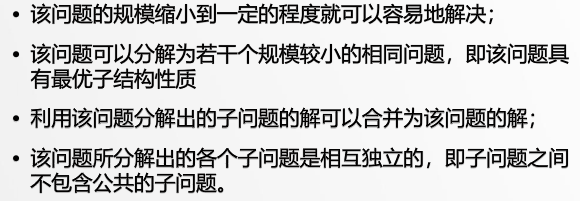 • 该问题的规模缩小到一定的程度就可以容易地解决；
• 该问题可以分解为若干个规模较小的相同问题，即该问题具
有最优子结构性质
• 利用该问题分解出的子问题的解可以合并为该问题的解；
• 该问题所分解出的各个子问题是相互独立的，即子问题之间
不包含公共的子问题。